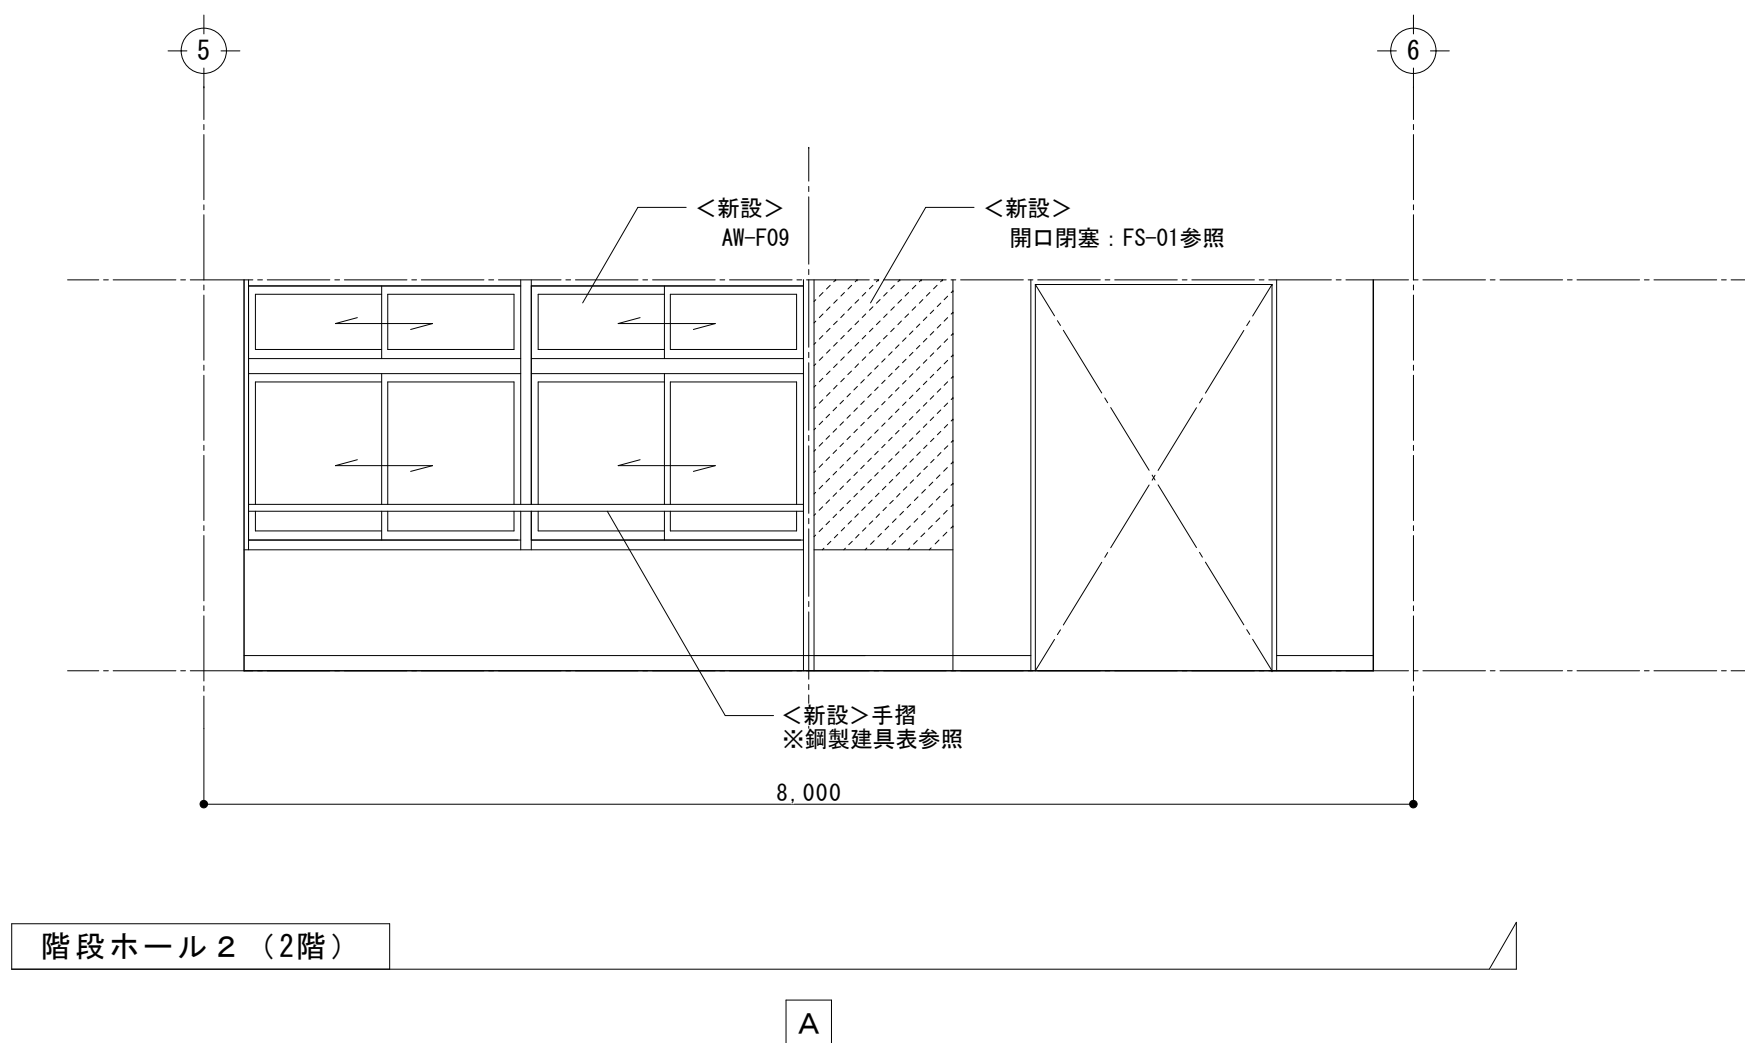 5
6
＜新設＞
AW-F09
＜新設＞
開口閉塞：FS-01参照
＜新設＞手摺
※鋼製建具表参照
8,000
階段ホール２（2階）
A